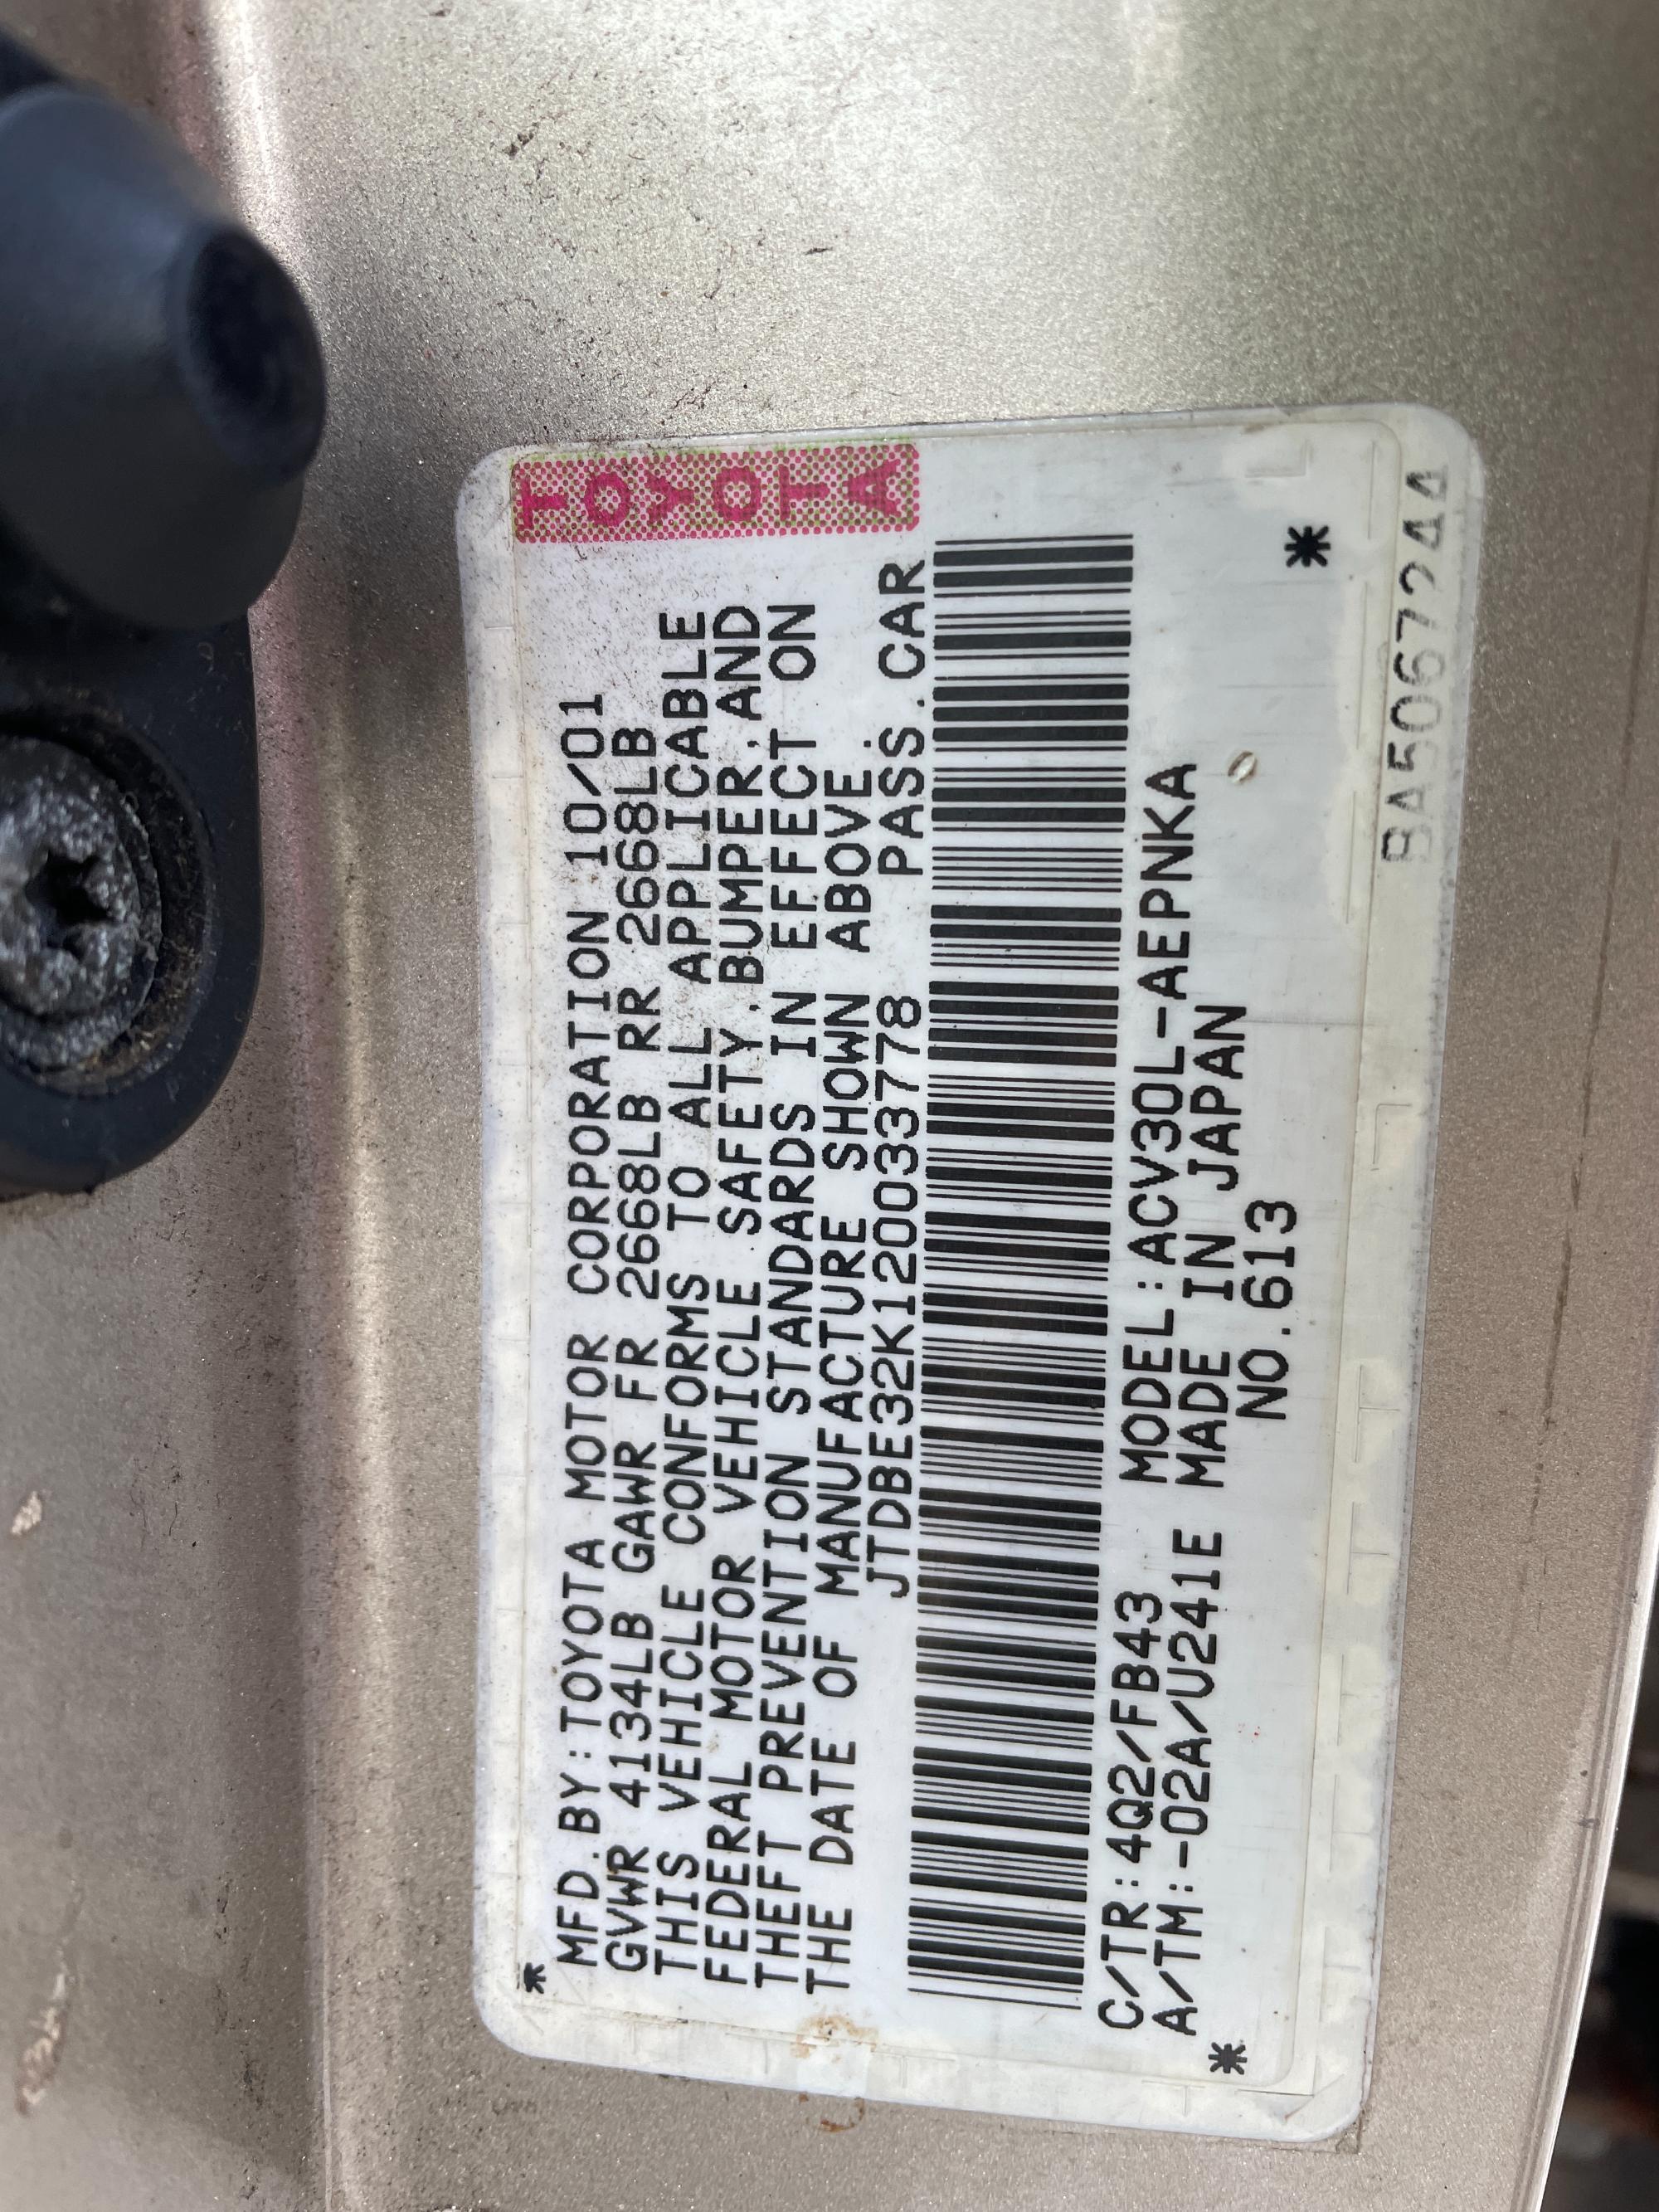 TOYOTA
*
MFD.BY:TOYOTA MOTOR CORPORATION 10/01
GVWR 4134LB GAWR FR 2668LB RR 2668LB
THIS VEHICLE CONFORMS TO ALL APPLICABLE
FEDERAL MOTOR VEHICLE SAFETY,BUMPER,AND
THEFT PREVENTION STANDARDS IN EFFECT ON
THE DATE OF MANUFACTURE SHOWN ABOVE.
JTDBE32K120033778 PASS.CAR
C/TR:4Q2/FB43 MODEL:ACV30L-AEPNKA
A/TM:-02A/U241E MADE IN JAPAN
* NO.613 *
BA5067244